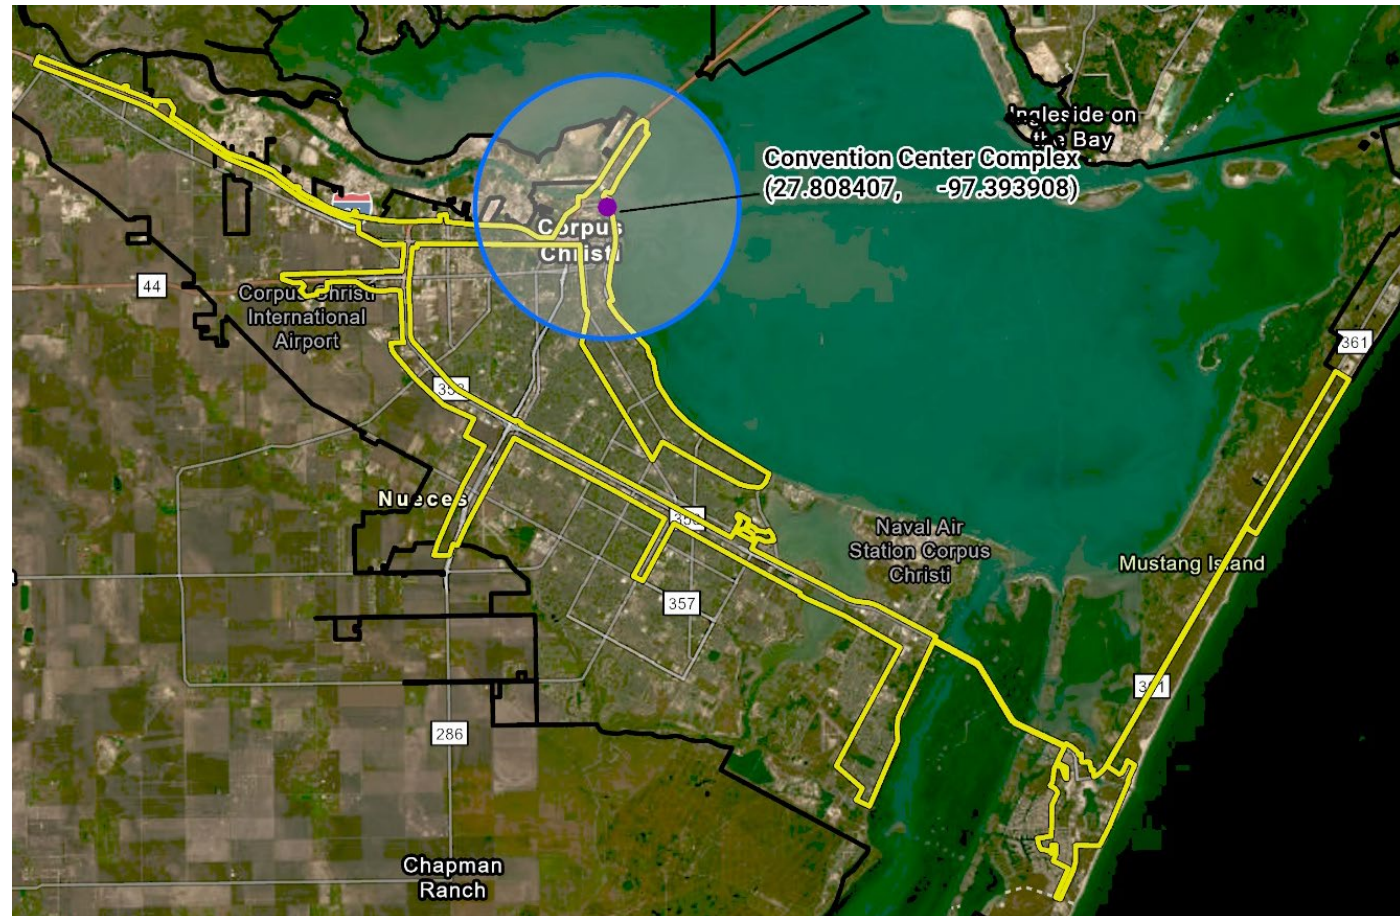 Ingleside on
the Bay
Convention Center Complex
(27.808407, -97.393908)
Corpus
Christi
44
Corpus Christi
International
Airport
361
Nueces
Naval Air
Station Corpus
Christi
Mustang Island
357
286
Chapman
Ranch